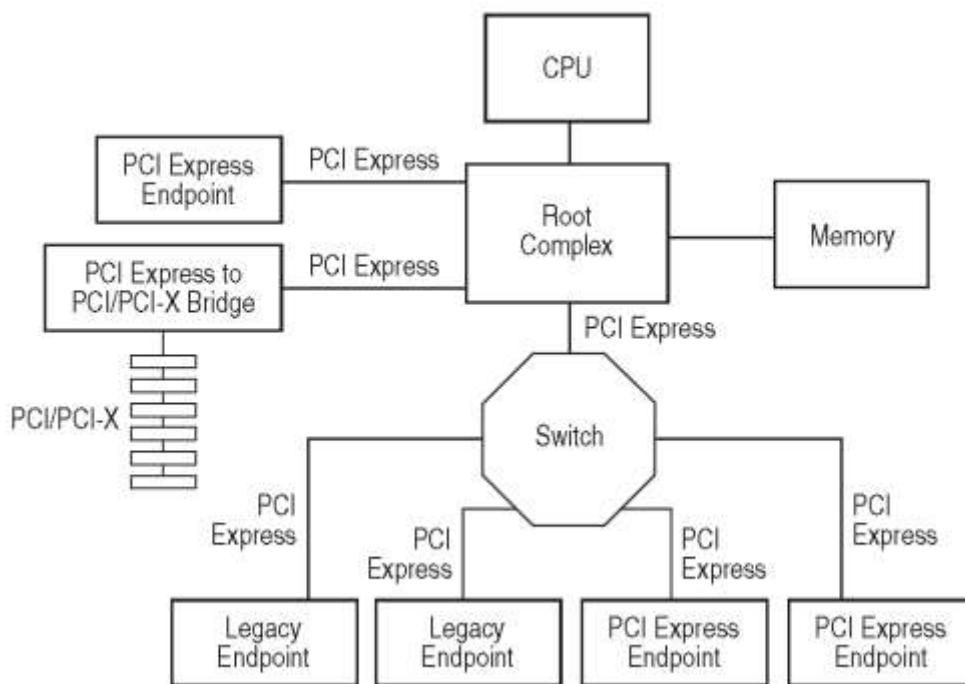 CPU
PCI Express
Endpoint
PCI Express
Root
Complex
Memory
PCI Express to
PCI/PCI-X Bridge
PCI Express
PCI Express
PCI/PCI-X
Switch
PCI
Express
PCI
Express
PCI
Express
PCI
Express
Legacy
Endpoint
Legacy
Endpoint
PCI Express
Endpoint
PCI Express
Endpoint